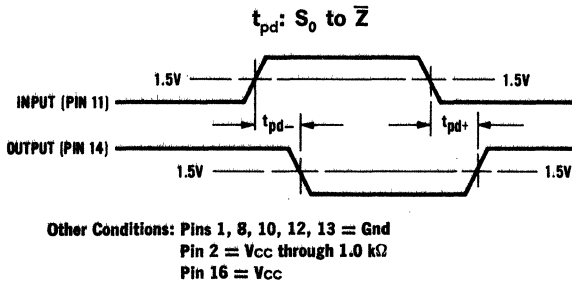 tpd: S0 to Z̅
1.5V 1.5V
INPUT (PIN 11)
tpd− tpd+
OUTPUT (PIN 14)
1.5V 1.5V
Other Conditions: Pins 1, 8, 10, 12, 13 = Gnd
Pin 2 = VCC through 1.0 kΩ
Pin 16 = VCC